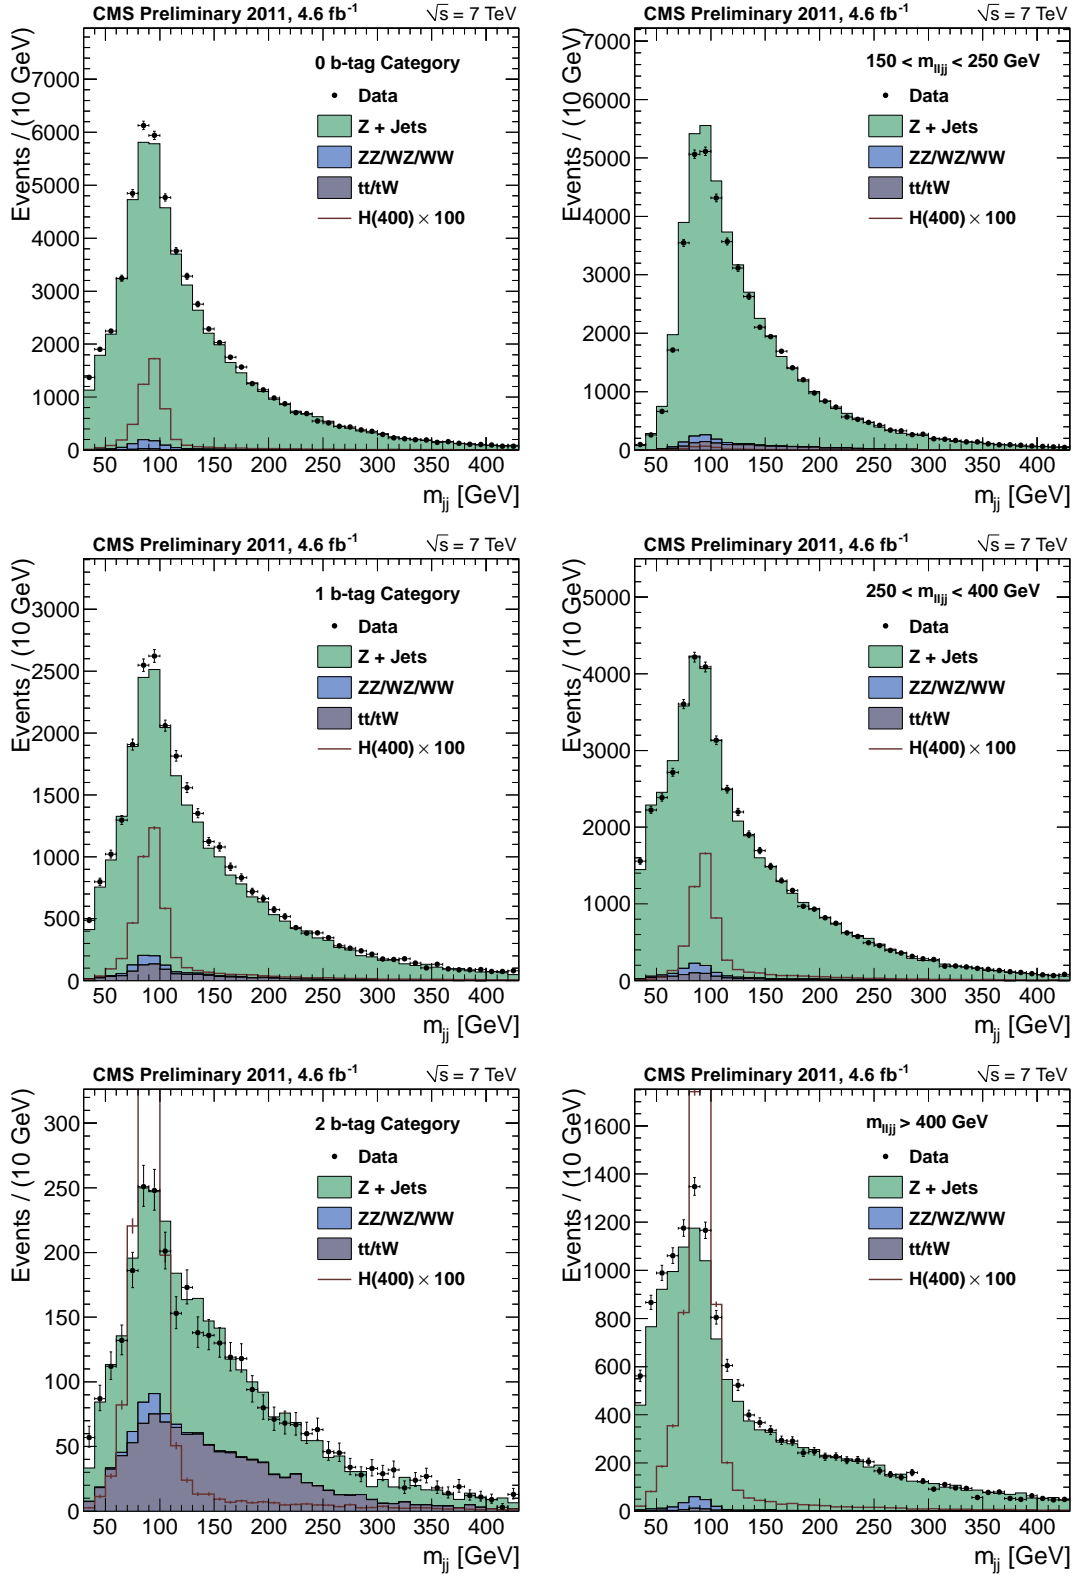 CMS Preliminary 2011, 4.6 fb⁻¹ √s = 7 TeV
Events / (10 GeV)
0 b-tag Category
Data
Z + Jets
ZZ/WZ/WW
tt/tW
H(400) × 100
0 1000 2000 3000 4000 5000 6000 7000
50 100 150 200 250 300 350 400
m_jj [GeV]
CMS Preliminary 2011, 4.6 fb⁻¹ √s = 7 TeV
Events / (10 GeV)
150 < m_lljj < 250 GeV
Data
Z + Jets
ZZ/WZ/WW
tt/tW
H(400) × 100
0 1000 2000 3000 4000 5000 6000 7000
50 100 150 200 250 300 350 400
m_jj [GeV]
CMS Preliminary 2011, 4.6 fb⁻¹ √s = 7 TeV
Events / (10 GeV)
1 b-tag Category
Data
Z + Jets
ZZ/WZ/WW
tt/tW
H(400) × 100
0 500 1000 1500 2000 2500 3000
50 100 150 200 250 300 350 400
m_jj [GeV]
CMS Preliminary 2011, 4.6 fb⁻¹ √s = 7 TeV
Events / (10 GeV)
250 < m_lljj < 400 GeV
Data
Z + Jets
ZZ/WZ/WW
tt/tW
H(400) × 100
0 1000 2000 3000 4000 5000
50 100 150 200 250 300 350 400
m_jj [GeV]
CMS Preliminary 2011, 4.6 fb⁻¹ √s = 7 TeV
Events / (10 GeV)
2 b-tag Category
Data
Z + Jets
ZZ/WZ/WW
tt/tW
H(400) × 100
0 50 100 150 200 250 300
50 100 150 200 250 300 350 400
m_jj [GeV]
CMS Preliminary 2011, 4.6 fb⁻¹ √s = 7 TeV
Events / (10 GeV)
m_lljj > 400 GeV
Data
Z + Jets
ZZ/WZ/WW
tt/tW
H(400) × 100
0 200 400 600 800 1000 1200 1400 1600
50 100 150 200 250 300 350 400
m_jj [GeV]